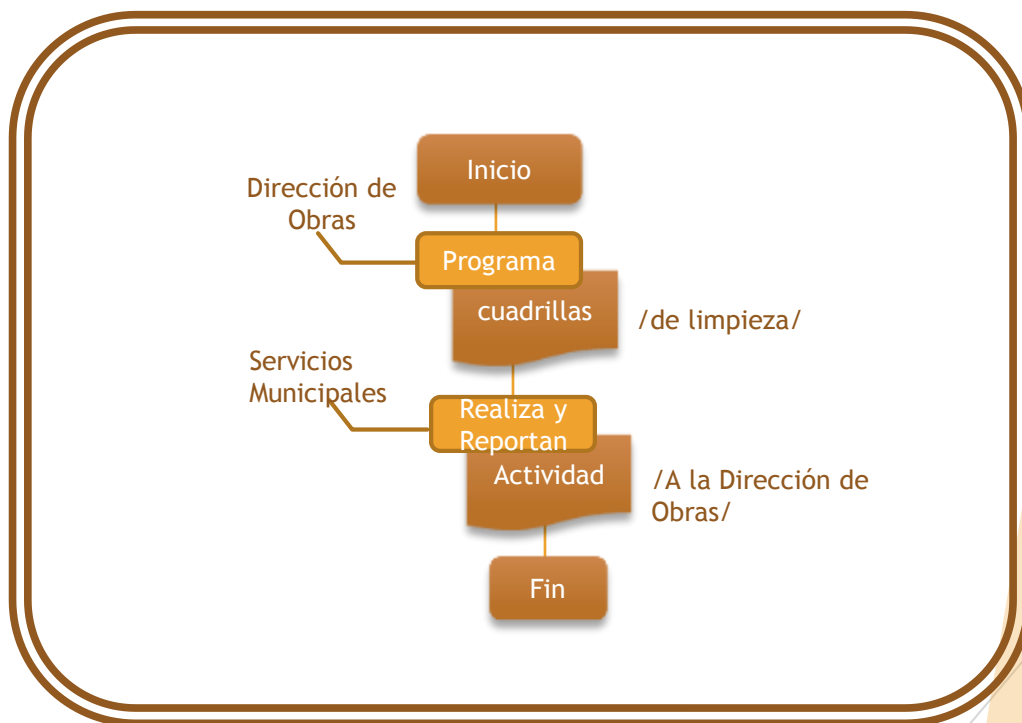 Inicio
Dirección de
Obras
Programa
cuadrillas
/de limpieza/
Servicios
Municipales
Realiza y
Reportan
Actividad
/A la Dirección de
Obras/
Fin